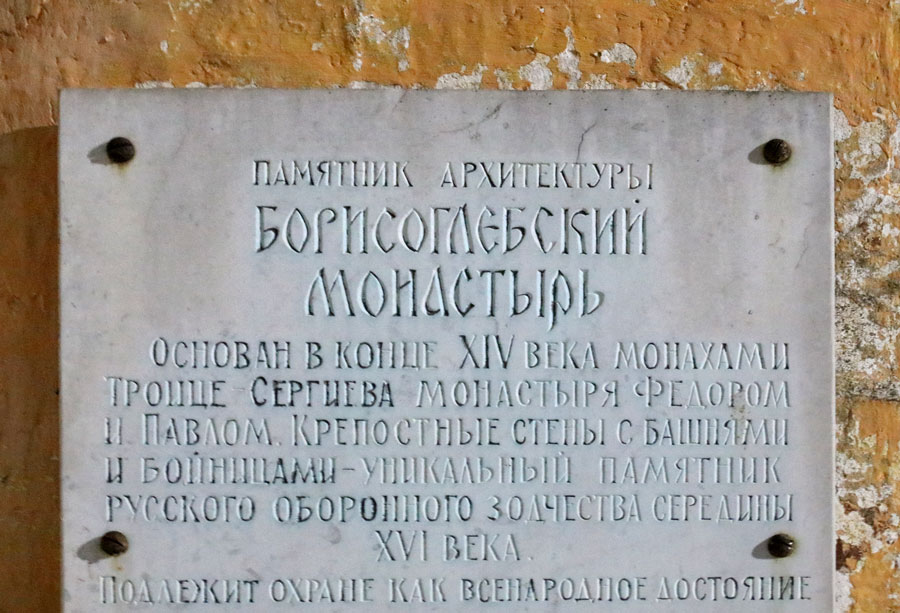 ПАМЯТНИК АРХИТЕКТУРЫ
БОРИСОГЛЕБСКИЙ
МОНАСТЫРЬ
ОСНОВАН В КОНЦЕ XIV ВЕКА МОНАХАМИ
ТРОИЦЕ-СЕРГИЕВА МОНАСТЫРЯ ФЕДОРОМ
И ПАВЛОМ. КРЕПОСТНЫЕ СТЕНЫ С БАШНЯМИ
И БОЙНИЦАМИ-УНИКАЛЬНЫЙ ПАМЯТНИК
РУССКОГО ОБОРОННОГО ЗОДЧЕСТВА СЕРЕДИНЫ
XVI ВЕКА.
ПОДЛЕЖИТ ОХРАНЕ КАК ВСЕНАРОДНОЕ ДОСТОЯНИЕ